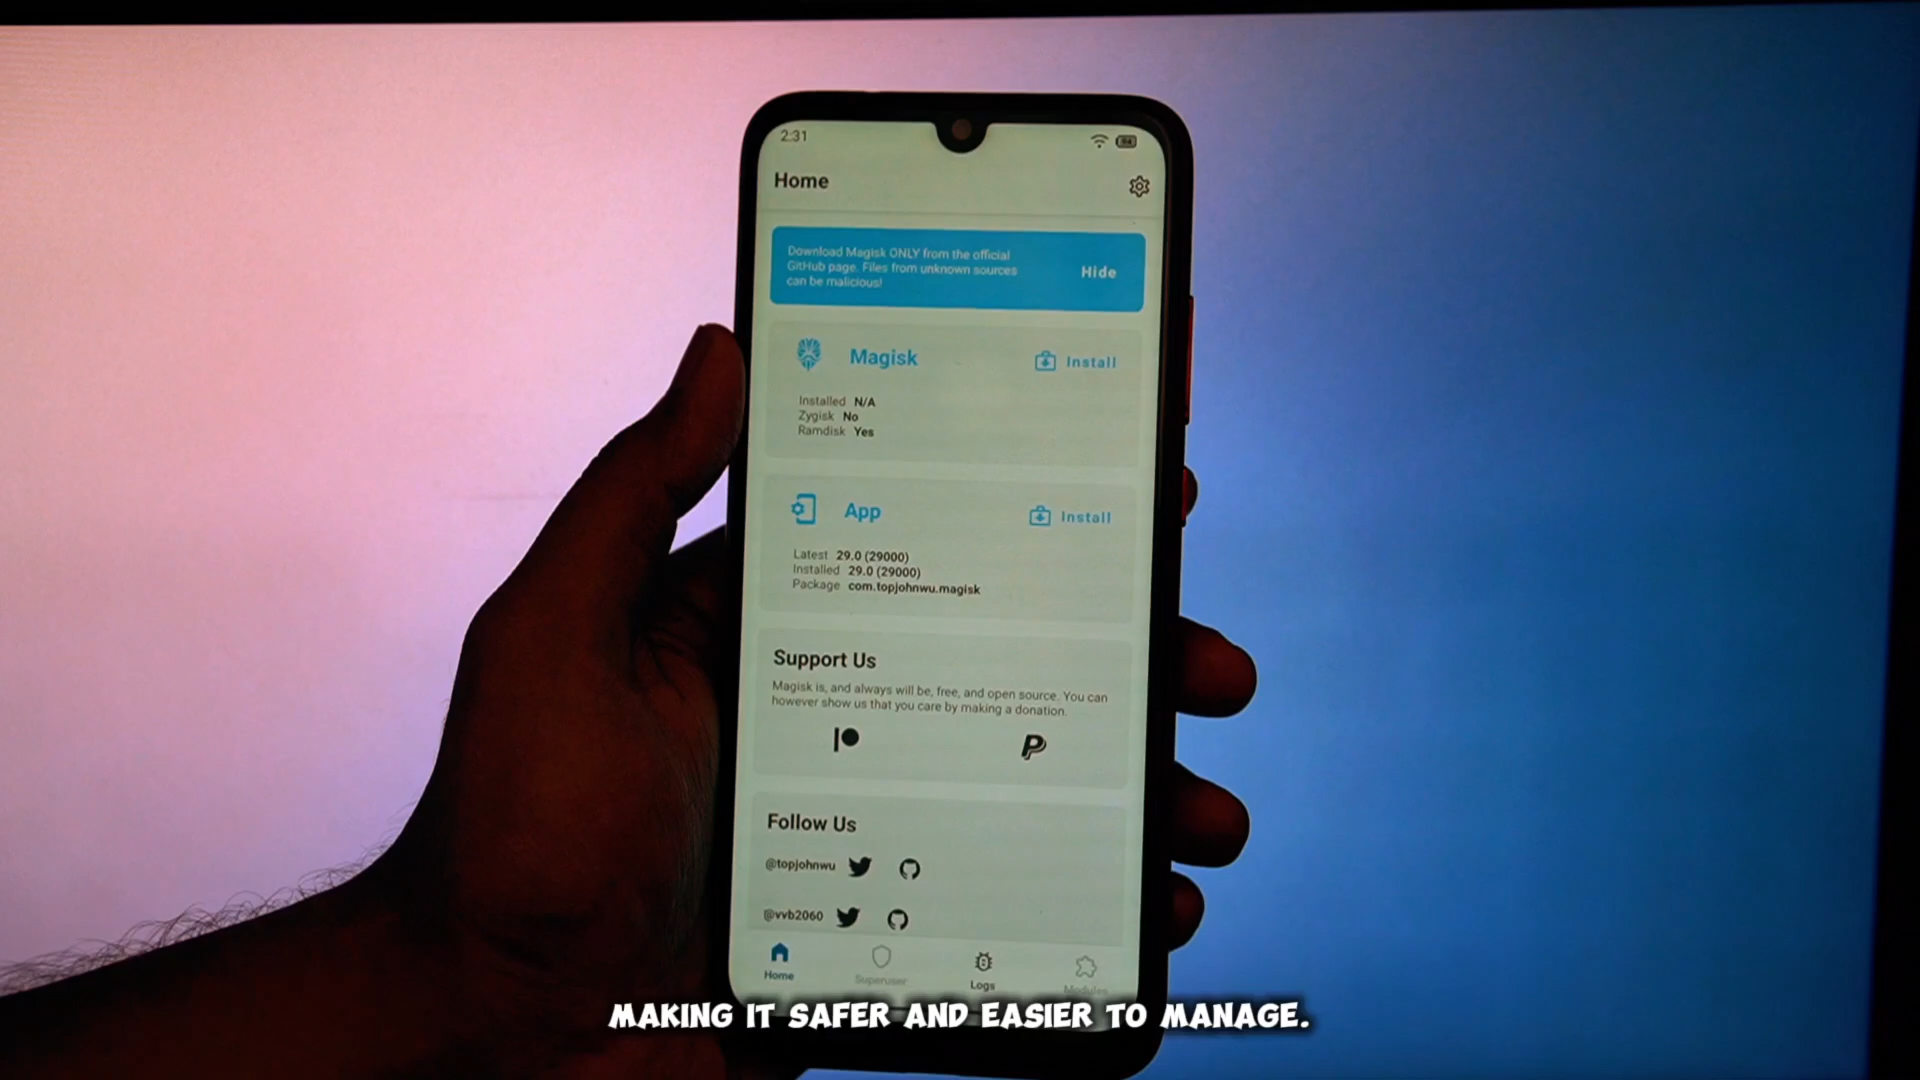 2:31
Home
Download Magisk ONLY from the official
GitHub page. Files from unknown sources
can be malicious!
Hide
Magisk
Install
Installed N/A
Zygisk No
Ramdisk Yes
App
Install
Latest 29.0 (29000)
Installed 29.0 (29000)
Package com.topjohnwu.magisk
Support Us
Magisk is, and always will be, free, and open source. You can
however show us that you care by making a donation.
Follow Us
@topjohnwu
@vvb2060
Home
Superuser
Logs
Modules
MAKING IT SAFER AND EASIER TO MANAGE.